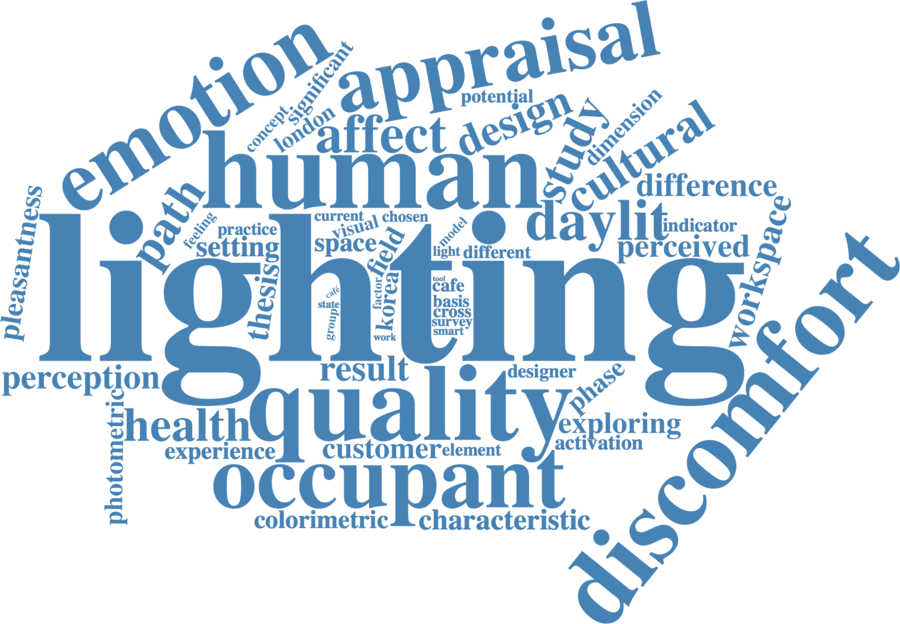 emotion
concept
significant
london
appraisal
potential
affect
design
study
dimension
human
cultural
difference
path
pleasantness
feeling
practice
setting
thesis
current
visual
chosen
space
field
model
light
different
daylit
indicator
perceived
workspace
lighting
café
state
group
factor
korea
work
tool
cafe
basis
cross
survey
smart
discomfort
perception
result
designer
phase
photometric
health
quality
exploring
activation
experience
customer
element
occupant
colorimetric
characteristic